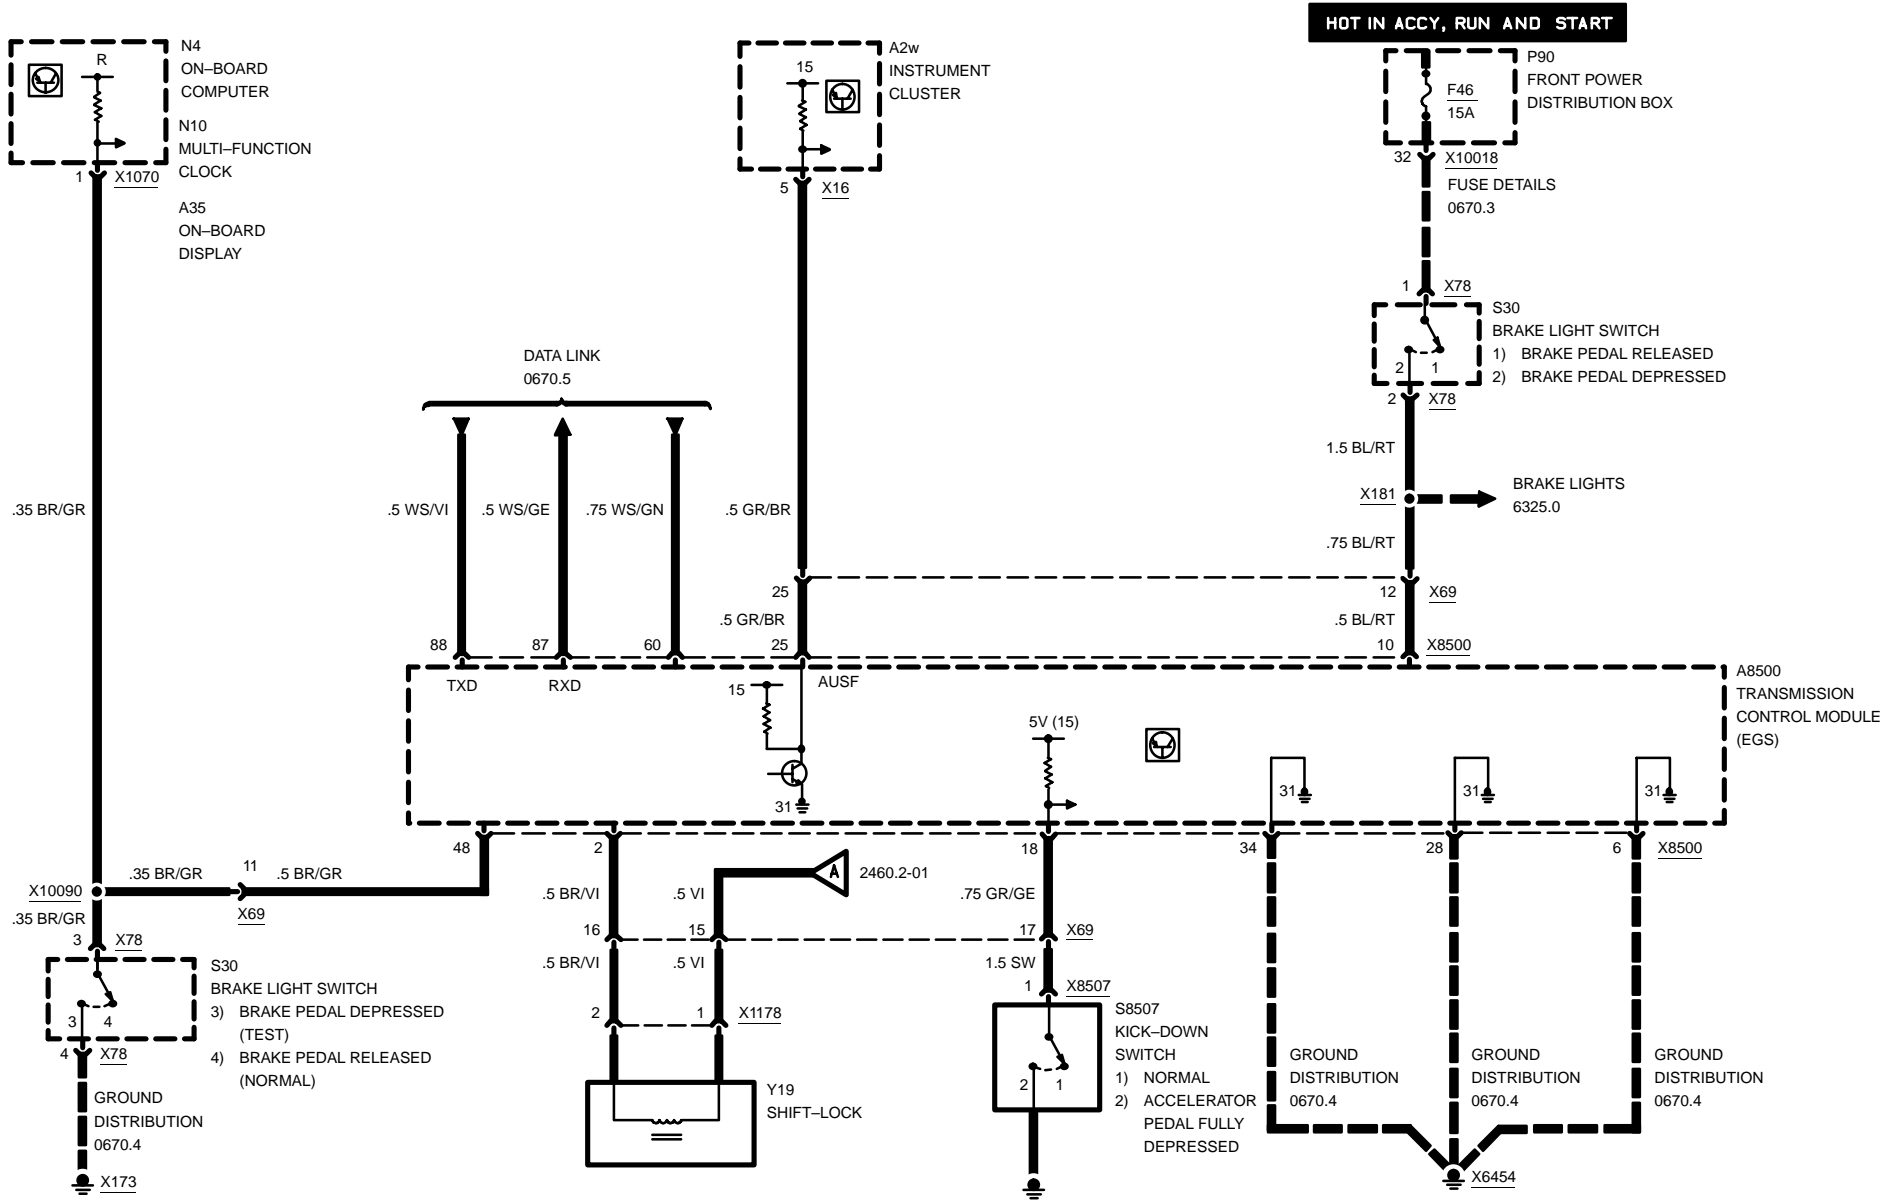 HOT IN ACCY, RUN AND START
N4
ON–BOARD
COMPUTER
N10
MULTI–FUNCTION
CLOCK
A35
ON–BOARD
DISPLAY
R
1 X1070
A2w
INSTRUMENT
CLUSTER
15
5 X16
P90
FRONT POWER
DISTRIBUTION BOX
F46
15A
32 X10018
FUSE DETAILS
0670.3
1 X78
S30
BRAKE LIGHT SWITCH
1) BRAKE PEDAL RELEASED
2) BRAKE PEDAL DEPRESSED
2 1
2 X78
DATA LINK
0670.5
1.5 BL/RT
X181
BRAKE LIGHTS
6325.0
.35 BR/GR
.5 WS/VI
.5 WS/GE
.75 WS/GN
.5 GR/BR
.75 BL/RT
25
12 X69
.5 GR/BR
.5 BL/RT
88
87
60
25
10 X8500
TXD
RXD
AUSF
15
31
5V (15)
31
31
31
A8500
TRANSMISSION
CONTROL MODULE
(EGS)
48
2
18
34
28
6 X8500
.35 BR/GR
11
.5 BR/GR
X10090
X69
.35 BR/GR
3 X78
S30
BRAKE LIGHT SWITCH
3) BRAKE PEDAL DEPRESSED
(TEST)
4) BRAKE PEDAL RELEASED
(NORMAL)
3 4
4 X78
GROUND
DISTRIBUTION
0670.4
X173
.5 BR/VI
.5 VI
A
2460.2-01
.75 GR/GE
16
15
17 X69
.5 BR/VI
.5 VI
1.5 SW
2
1 X1178
1 X8507
Y19
SHIFT–LOCK
S8507
KICK–DOWN
SWITCH
1) NORMAL
2) ACCELERATOR
PEDAL FULLY
DEPRESSED
2 1
GROUND
DISTRIBUTION
0670.4
GROUND
DISTRIBUTION
0670.4
GROUND
DISTRIBUTION
0670.4
X6454